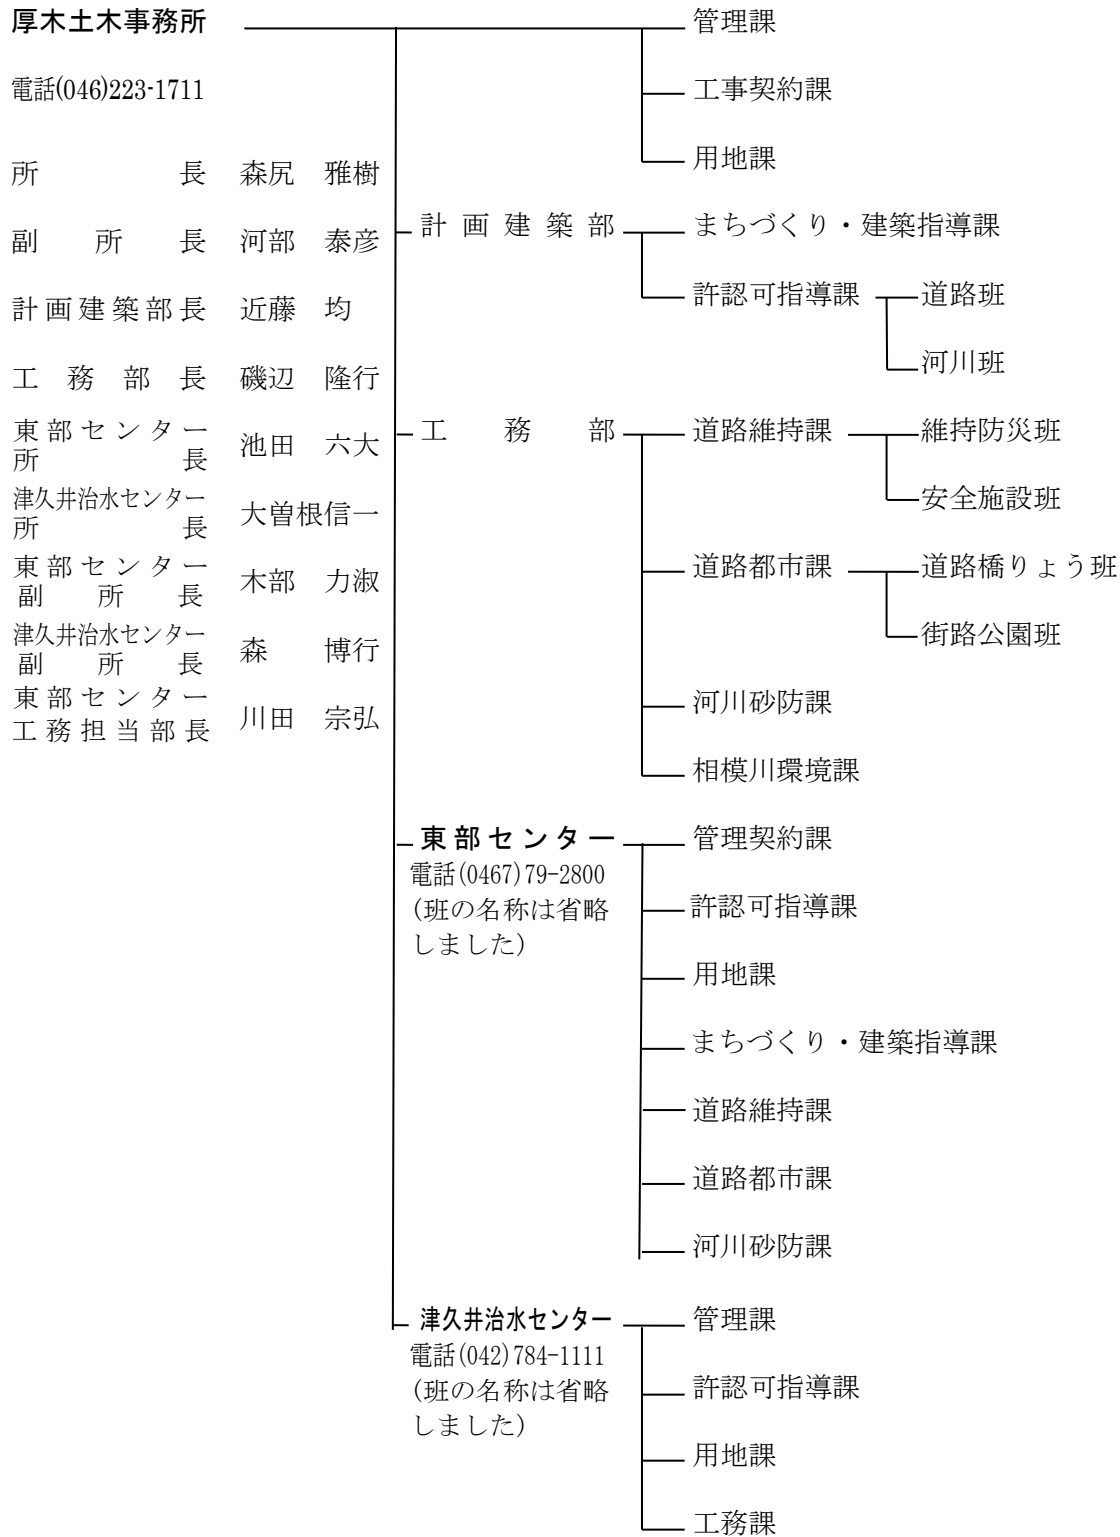 厚木土木事務所
電話(046)223-1711
所長 森尻 雅樹
副所長 河部 泰彦
計画建築部長 近藤 均
工務部長 磯辺 隆行
東部センター
所長 池田 六大
津久井治水センター
所長 大曽根信一
東部センター
副所長 木部 力淑
津久井治水センター
副所長 森 博行
東部センター
工務担当部長 川田 宗弘
管理課
工事契約課
用地課
計画建築部
まちづくり・建築指導課
許認可指導課
道路班
河川班
工務部
道路維持課
維持防災班
安全施設班
道路都市課
道路橋りょう班
街路公園班
河川砂防課
相模川環境課
東部センター
電話(0467)79-2800
(班の名称は省略
しました)
管理契約課
許認可指導課
用地課
まちづくり・建築指導課
道路維持課
道路都市課
河川砂防課
津久井治水センター
電話(042)784-1111
(班の名称は省略
しました)
管理課
許認可指導課
用地課
工務課